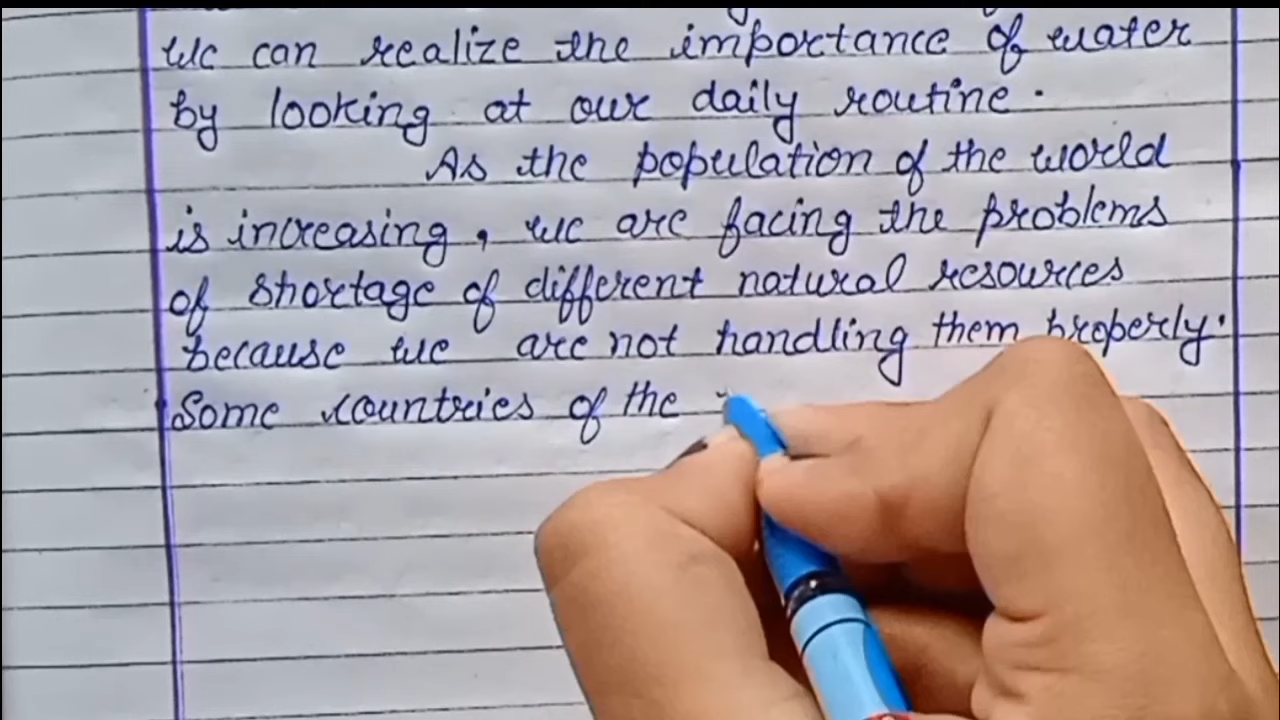 we can realize the importance of water
by looking at our daily routine.
As the population of the world
is increasing, we are facing the problems
of shortage of different natural resources
because we are not handling them properly.
Some countries of the